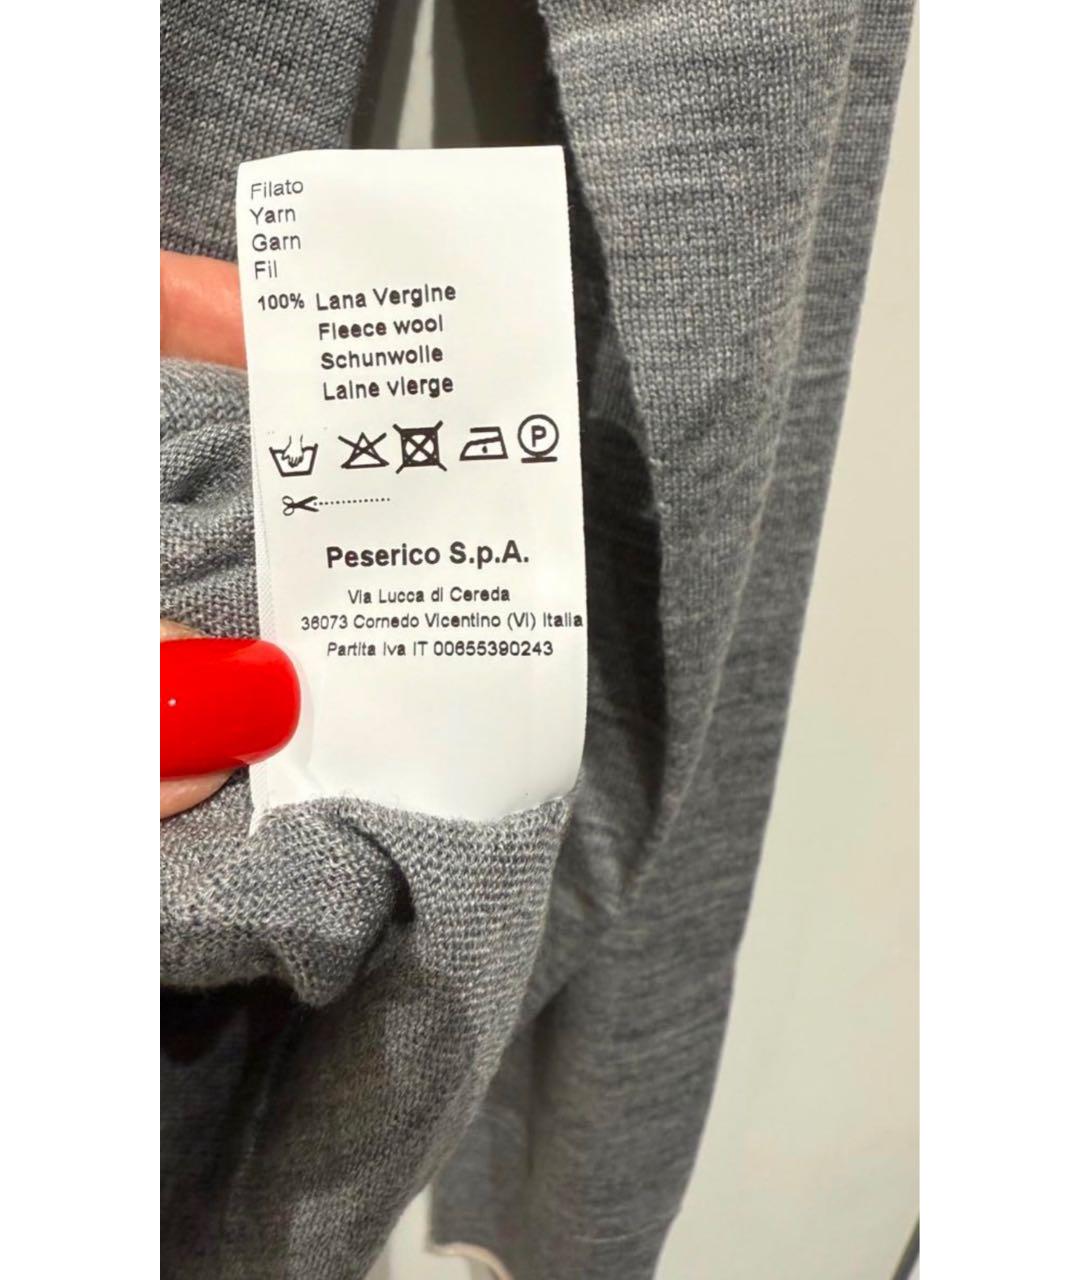 Filato
Yarn
Garn
Fil
100% Lana Vergine
Fleece wool
Schunwolle
Laine vierge
P
Peserico S.p.A.
Via Lucca di Cereda
36073 Cornedo Vicentino (VI) Italia
Partita Iva IT 00655390243